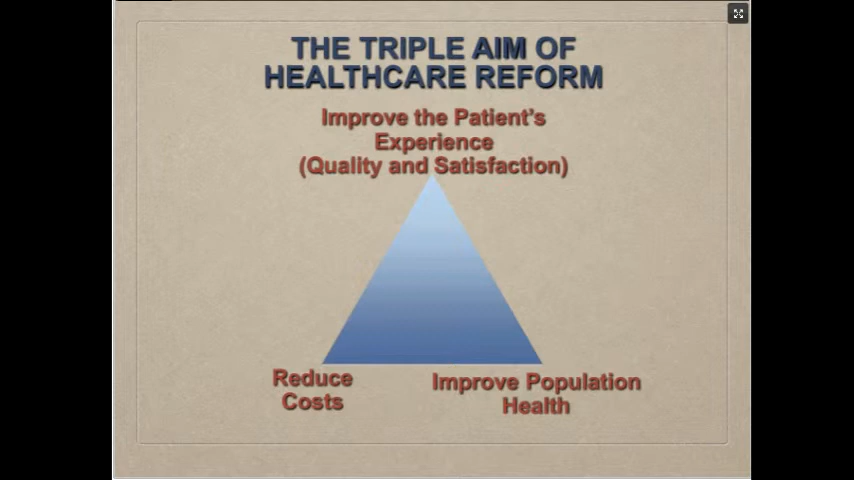 THE TRIPLE AIM OF
HEALTHCARE REFORM
Improve the Patient's
Experience
(Quality and Satisfaction)
Reduce
Costs
Improve Population
Health